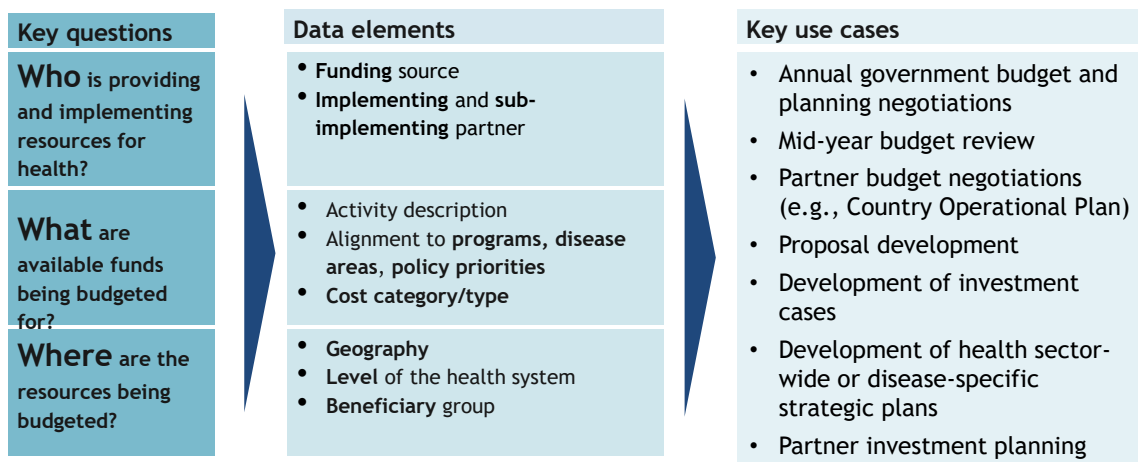 Key questions
Who is providing
and implementing
resources for
health?
What are
available funds
being budgeted
for?
Where are the
resources being
budgeted?
Data elements
• Funding source
• Implementing and sub-
implementing partner
• Activity description
• Alignment to programs, disease
areas, policy priorities
• Cost category/type
• Geography
• Level of the health system
• Beneficiary group
Key use cases
• Annual government budget and
planning negotiations
• Mid-year budget review
• Partner budget negotiations
(e.g., Country Operational Plan)
• Proposal development
• Development of investment
cases
• Development of health sector-
wide or disease-specific
strategic plans
• Partner investment planning